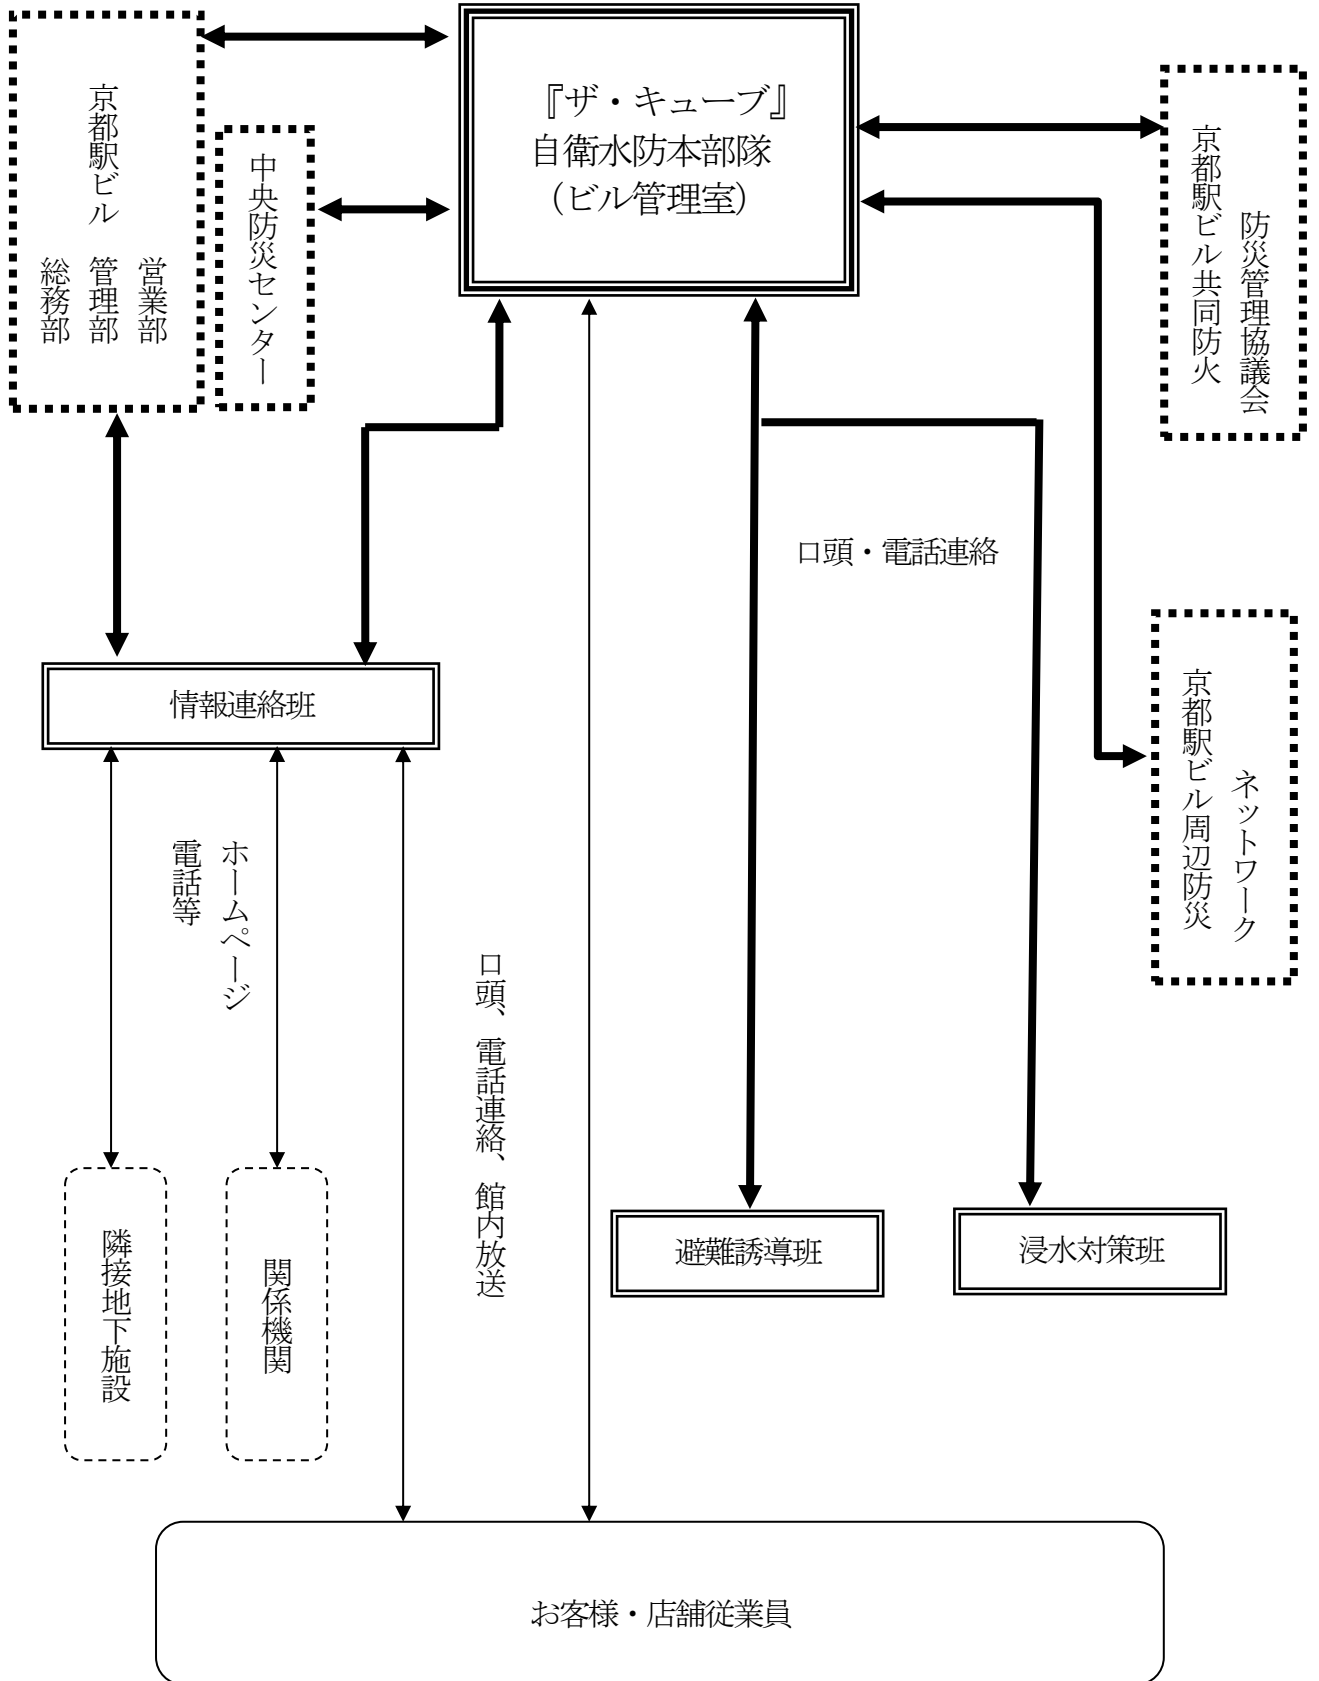 『ザ・キューブ』
自衛水防本部隊
（ビル管理室）
京都駅ビル
営業部
管理部
総務部
中央防災センター
京都駅ビル共同防火
防災管理協議会
口頭・電話連絡
京都駅ビル周辺防災
ネットワーク
情報連絡班
ホームページ
電話等
口頭、電話連絡、館内放送
避難誘導班
浸水対策班
隣接地下施設
関係機関
お客様・店舗従業員